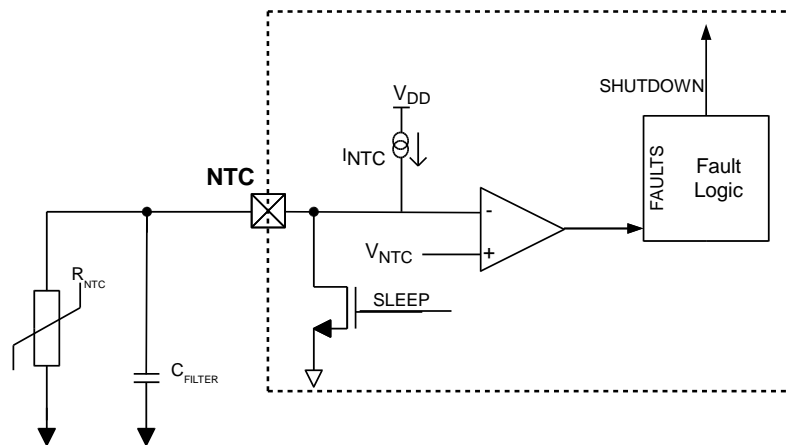 SHUTDOWN
VDD
INTC
FAULTS
Fault
Logic
NTC
-
VNTC
+
RNTC
SLEEP
CFILTER